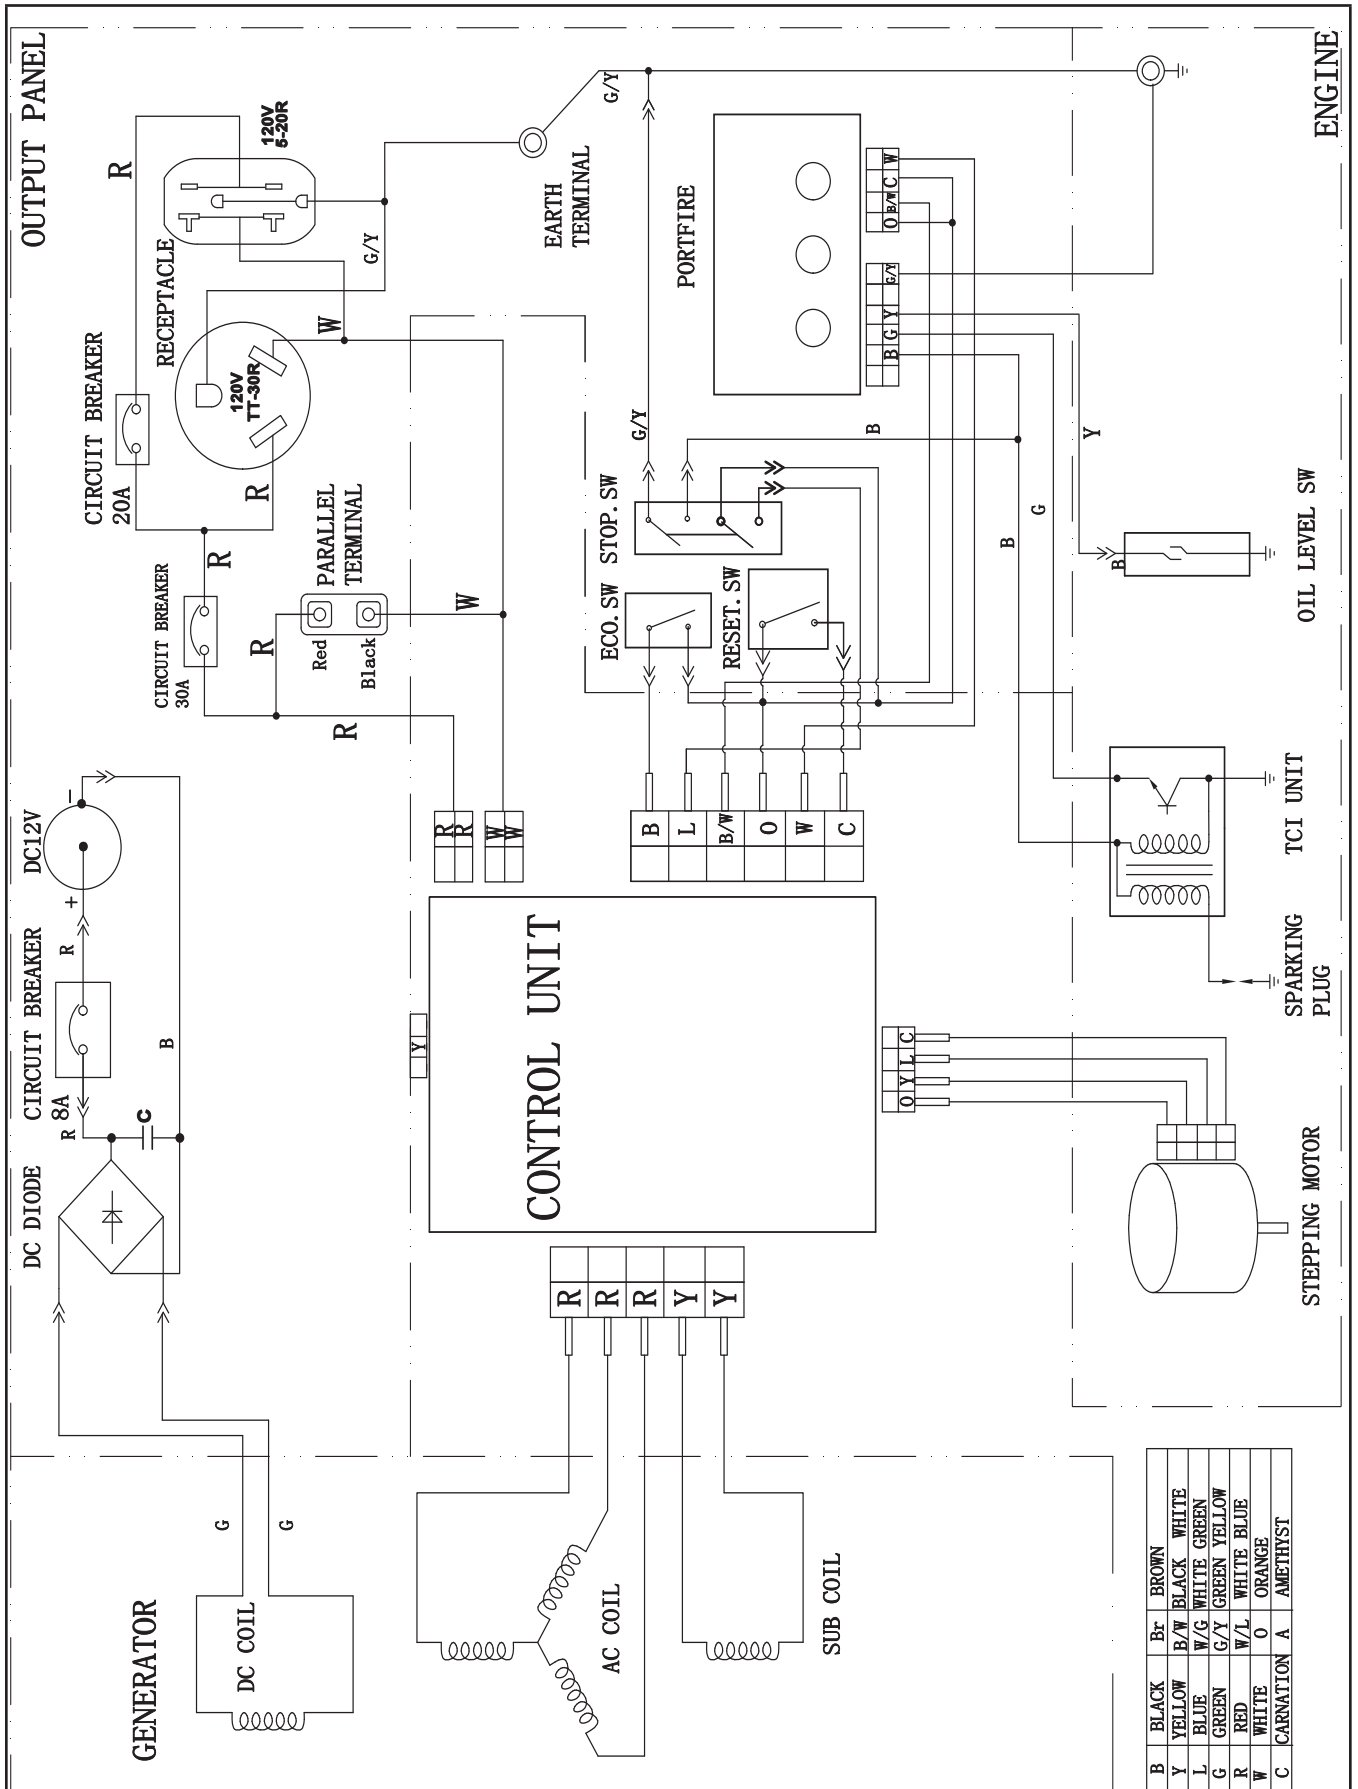 OUTPUT PANEL
R
120V
5-20R
RECEPTACLE
G/Y
CIRCUIT BREAKER
20A
120V
TT-30R
W
R
R
CIRCUIT BREAKER
30A
PARALLEL
TERMINAL
R
Red
Black
W
R
EARTH
TERMINAL
G/Y
DC12V
+
−
CIRCUIT BREAKER
8A
R
R
B
C
DC DIODE
GENERATOR
G
G
DC COIL
AC COIL
SUB COIL
CONTROL UNIT
Y
R
R
W
W
B
L
B/W
O
W
C
R
R
R
Y
Y
O
Y
L
C
ECO.SW
STOP.SW
RESET.SW
G/Y
B
PORTFIRE
O
B/W
C
W
B
G
Y
G/Y
ENGINE
Y
G
B
B
OIL LEVEL SW
TCI UNIT
SPARKING
PLUG
STEPPING MOTOR
B BLACK Br BROWN
Y YELLOW B/W BLACK WHITE
L BLUE W/G WHITE GREEN
G GREEN G/Y GREEN YELLOW
R RED W/L WHITE BLUE
W WHITE O ORANGE
C CARNATION A AMETHYST